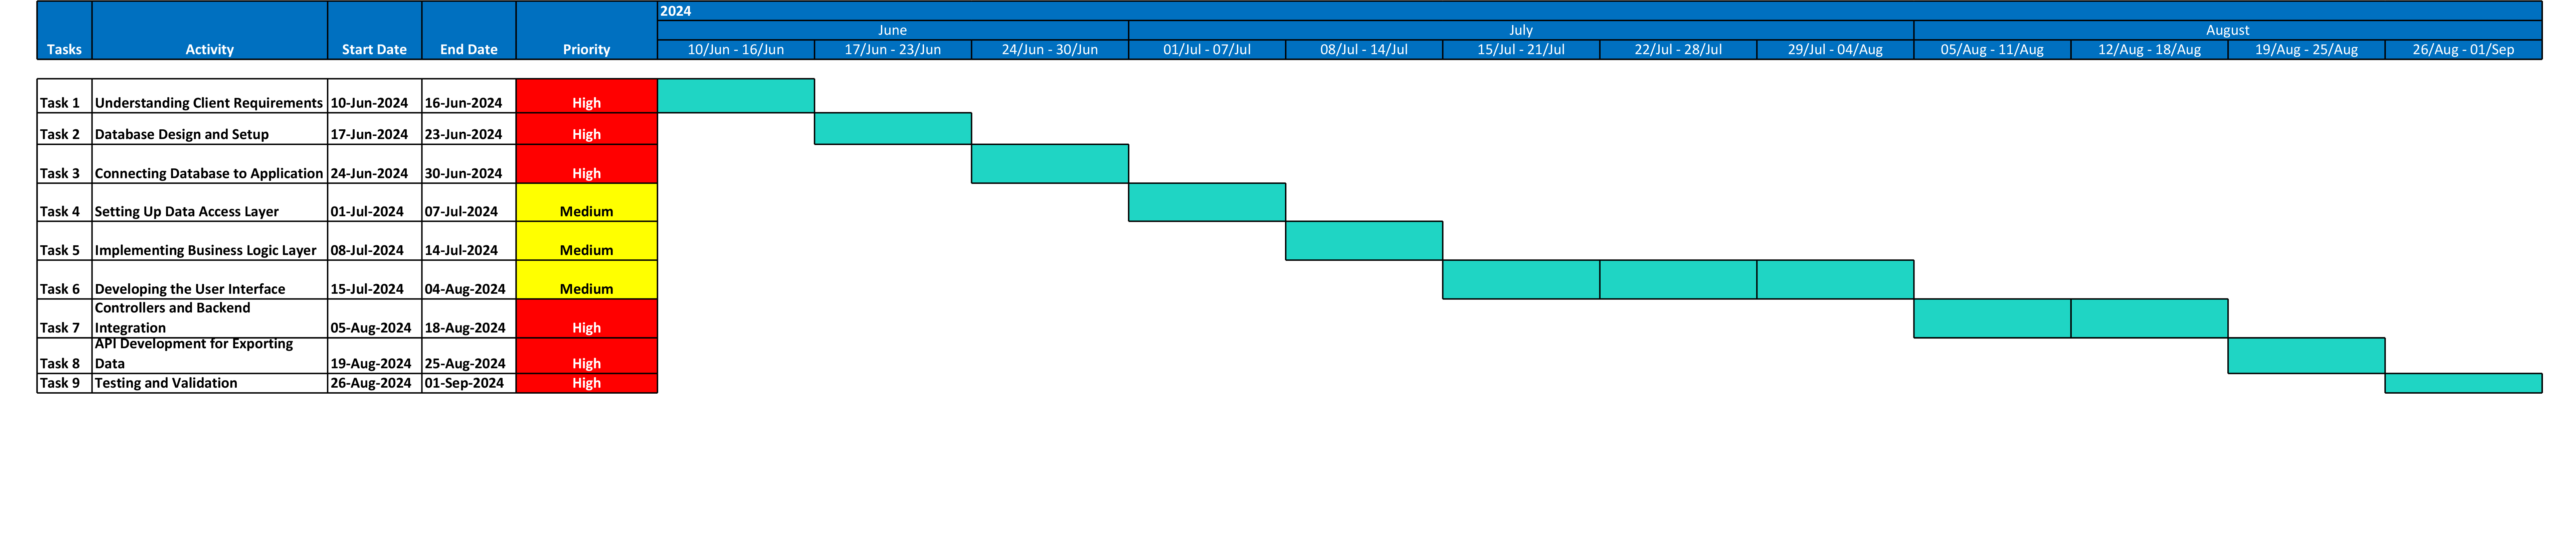 2024
June July August
Tasks Activity Start Date End Date Priority 10/Jun - 16/Jun 17/Jun - 23/Jun 24/Jun - 30/Jun 01/Jul - 07/Jul 08/Jul - 14/Jul 15/Jul - 21/Jul 22/Jul - 28/Jul 29/Jul - 04/Aug 05/Aug - 11/Aug 12/Aug - 18/Aug 19/Aug - 25/Aug 26/Aug - 01/Sep
Task 1 Understanding Client Requirements 10-Jun-2024 16-Jun-2024 High
Task 2 Database Design and Setup 17-Jun-2024 23-Jun-2024 High
Task 3 Connecting Database to Application 24-Jun-2024 30-Jun-2024 High
Task 4 Setting Up Data Access Layer 01-Jul-2024 07-Jul-2024 Medium
Task 5 Implementing Business Logic Layer 08-Jul-2024 14-Jul-2024 Medium
Task 6 Developing the User Interface 15-Jul-2024 04-Aug-2024 Medium
Controllers and Backend
Task 7 Integration 05-Aug-2024 18-Aug-2024 High
API Development for Exporting
Task 8 Data 19-Aug-2024 25-Aug-2024 High
Task 9 Testing and Validation 26-Aug-2024 01-Sep-2024 High